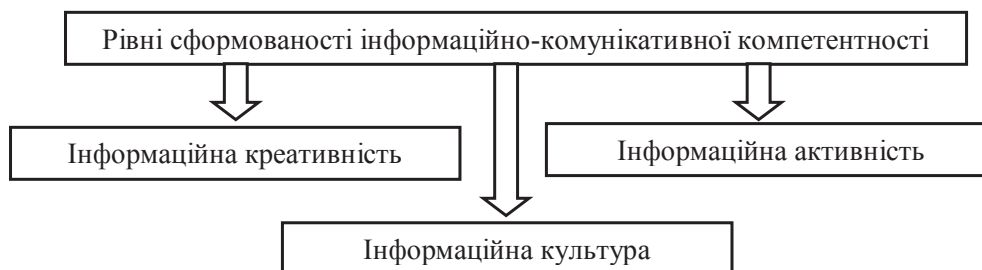 Рівні сформованості інформаційно-комунікативної компетентності
Інформаційна креативність
Інформаційна активність
Інформаційна культура